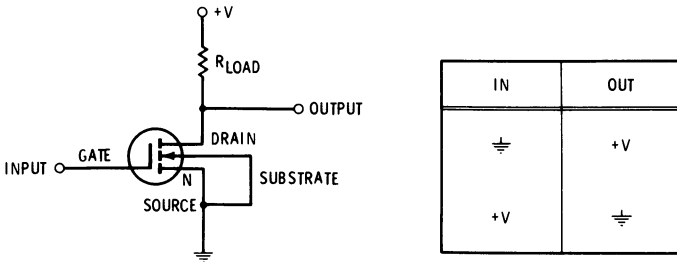 +V
RLOAD
OUTPUT
DRAIN
GATE
INPUT
N
SUBSTRATE
SOURCE
IN OUT
+V
+V